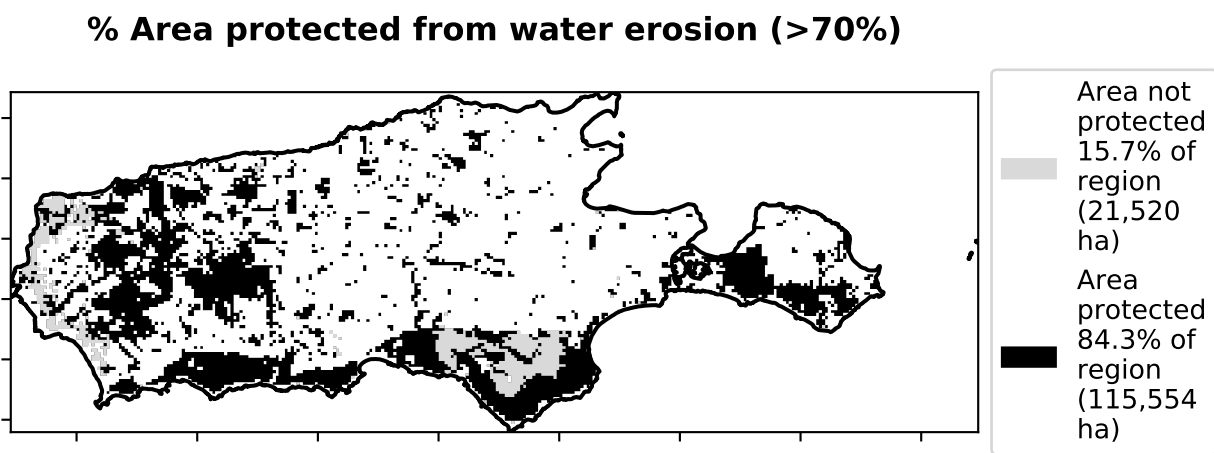 % Area protected from water erosion (>70%)
Area not
protected
15.7% of
region
(21,520
ha)
Area
protected
84.3% of
region
(115,554
ha)